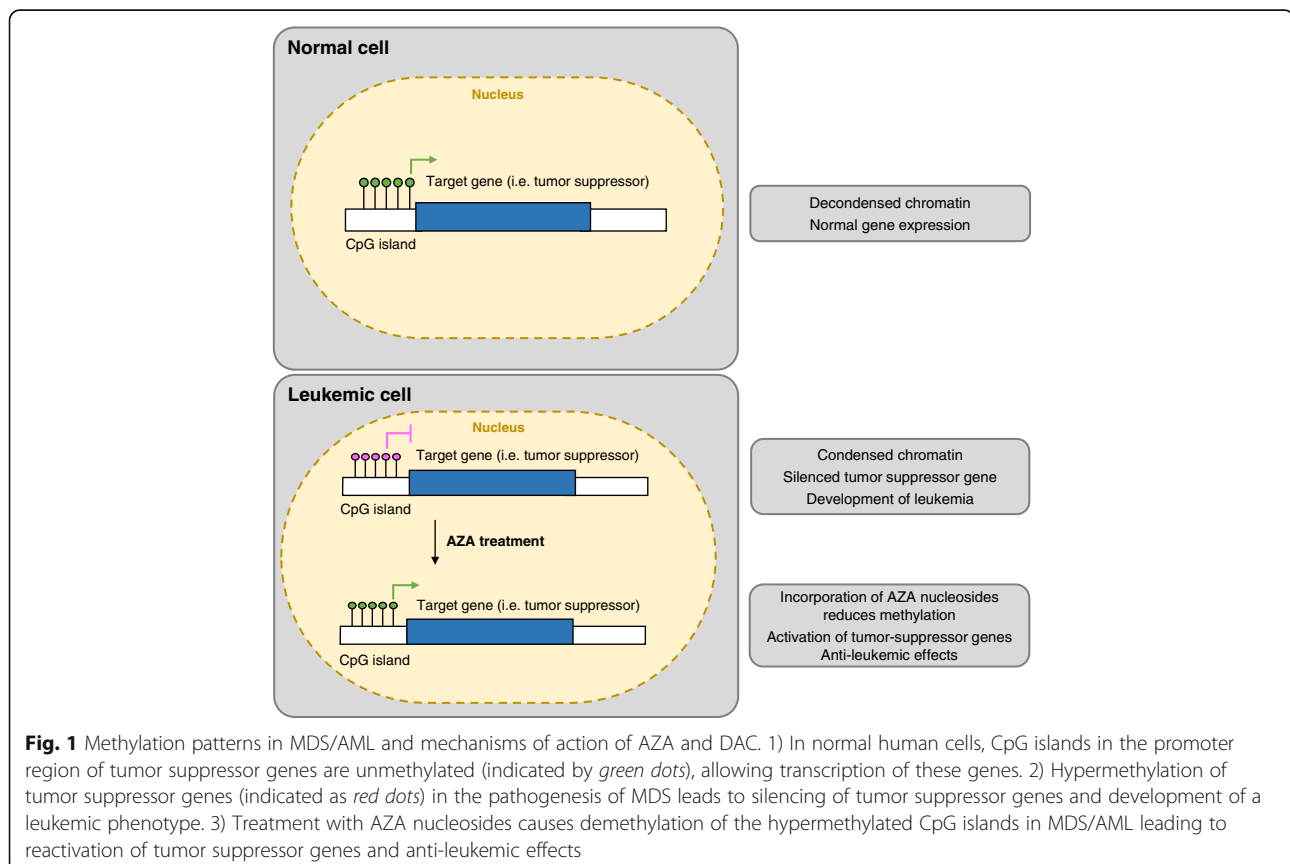 Normal cell
Nucleus
Target gene (i.e. tumor suppressor)
CpG island
Decondensed chromatin
Normal gene expression
Leukemic cell
Nucleus
Target gene (i.e. tumor suppressor)
CpG island
Condensed chromatin
Silenced tumor suppressor gene
Development of leukemia
AZA treatment
Target gene (i.e. tumor suppressor)
CpG island
Incorporation of AZA nucleosides
reduces methylation
Activation of tumor-suppressor genes
Anti-leukemic effects
Fig. 1 Methylation patterns in MDS/AML and mechanisms of action of AZA and DAC. 1) In normal human cells, CpG islands in the promoter
region of tumor suppressor genes are unmethylated (indicated by green dots), allowing transcription of these genes. 2) Hypermethylation of
tumor suppressor genes (indicated as red dots) in the pathogenesis of MDS leads to silencing of tumor suppressor genes and development of a
leukemic phenotype. 3) Treatment with AZA nucleosides causes demethylation of the hypermethylated CpG islands in MDS/AML leading to
reactivation of tumor suppressor genes and anti-leukemic effects